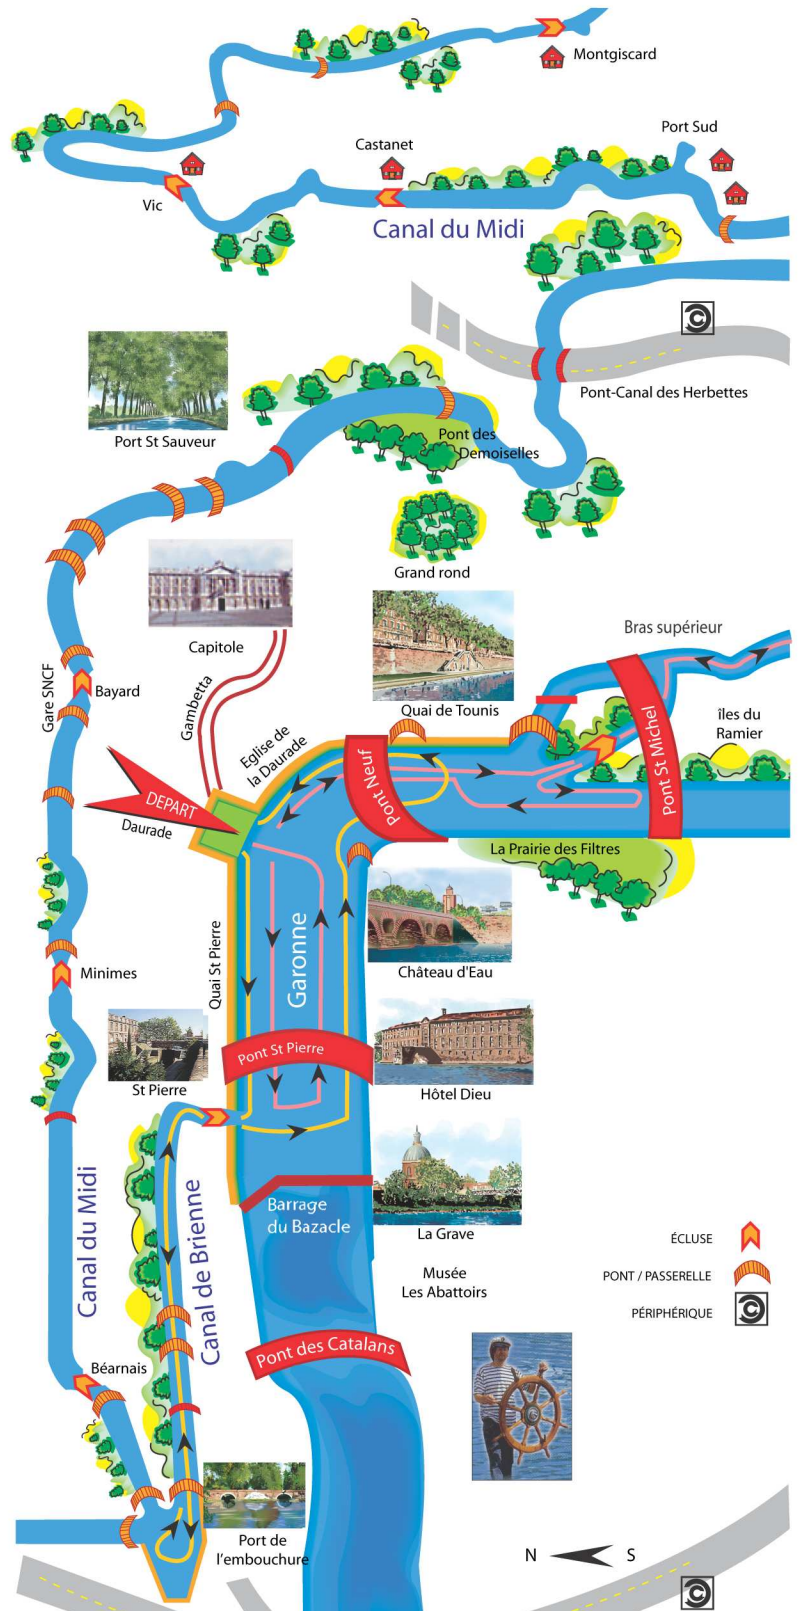 Montgiscard
Port Sud
Castanet
Vic
Canal du Midi
Pont-Canal des Herbettes
Port St Sauveur
Pont des
Demoiselles
Grand rond
Capitole
Gambetta
Gare SNCF
Bayard
Quai de Tounis
Bras supérieur
îles du
Ramier
Eglise de
la Daurade
Pont Neuf
Pont St Michel
DEPART
Daurade
La Prairie des Filtres
Quai St Pierre
Garonne
Château d'Eau
Minimes
Pont St Pierre
St Pierre
Hôtel Dieu
Canal du Midi
Canal de Brienne
Barrage
du Bazacle
La Grave
Musée
Les Abattoirs
ÉCLUSE
PONT / PASSERELLE
PÉRIPHÉRIQUE
Pont des Catalans
Béarnais
Port de
l'embouchure
N S